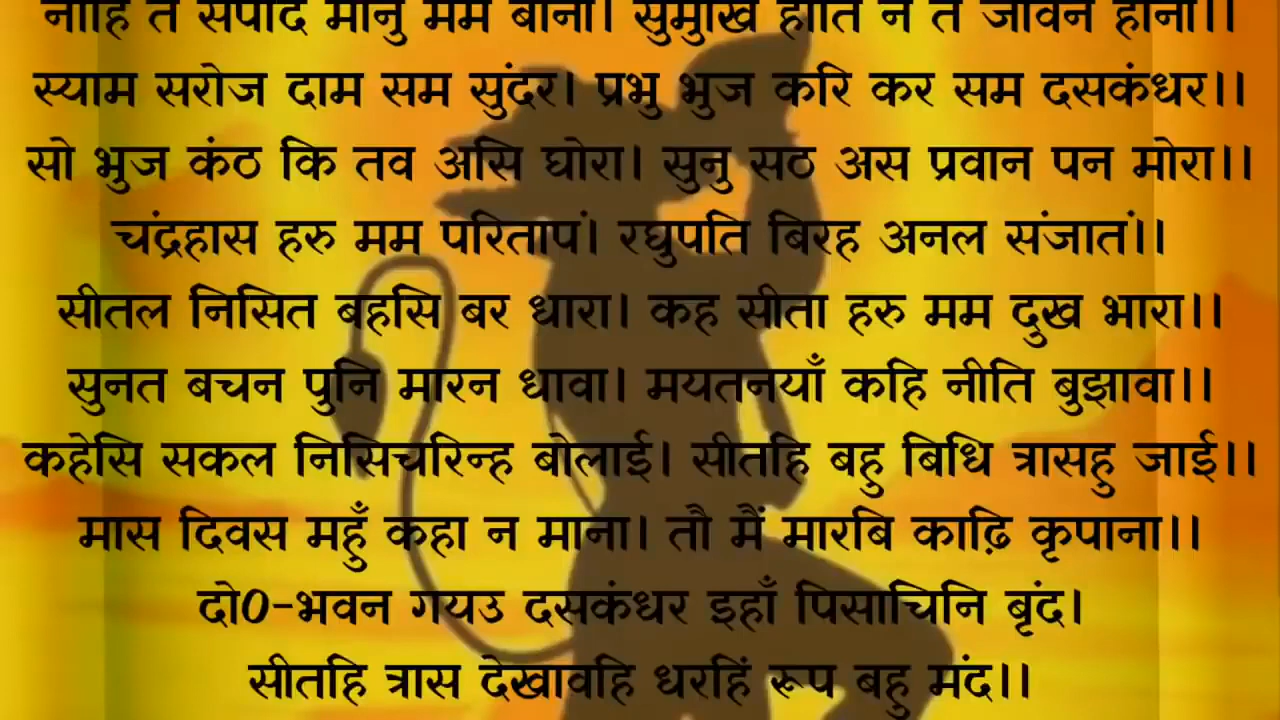 नाहि त सपदि मानु मम बानी। सुमुखि होति न त जीवन हानी।।
स्याम सरोज दाम सम सुंदर। प्रभु भुज करि कर सम दसकंधर।।
सो भुज कंठ कि तव असि घोरा। सुनु सठ अस प्रवान पन मोरा।।
चंद्रहास हरु मम परितापं। रघुपति बिरह अनल संजातं।।
सीतल निसित बहसि बर धारा। कह सीता हरु मम दुख भारा।।
सुनत बचन पुनि मारन धावा। मयतनयाँ कहि नीति बुझावा।।
कहेसि सकल निसिचरिन्ह बोलाई। सीतहि बहु बिधि त्रासहु जाई।।
मास दिवस महुँ कहा न माना। तौ मैं मारबि काढ़ि कृपाना।।
दो0-भवन गयउ दसकंधर इहाँ पिसाचिनि बृंद।
सीतहि त्रास देखावहि धरहिं रूप बहु मंद।।